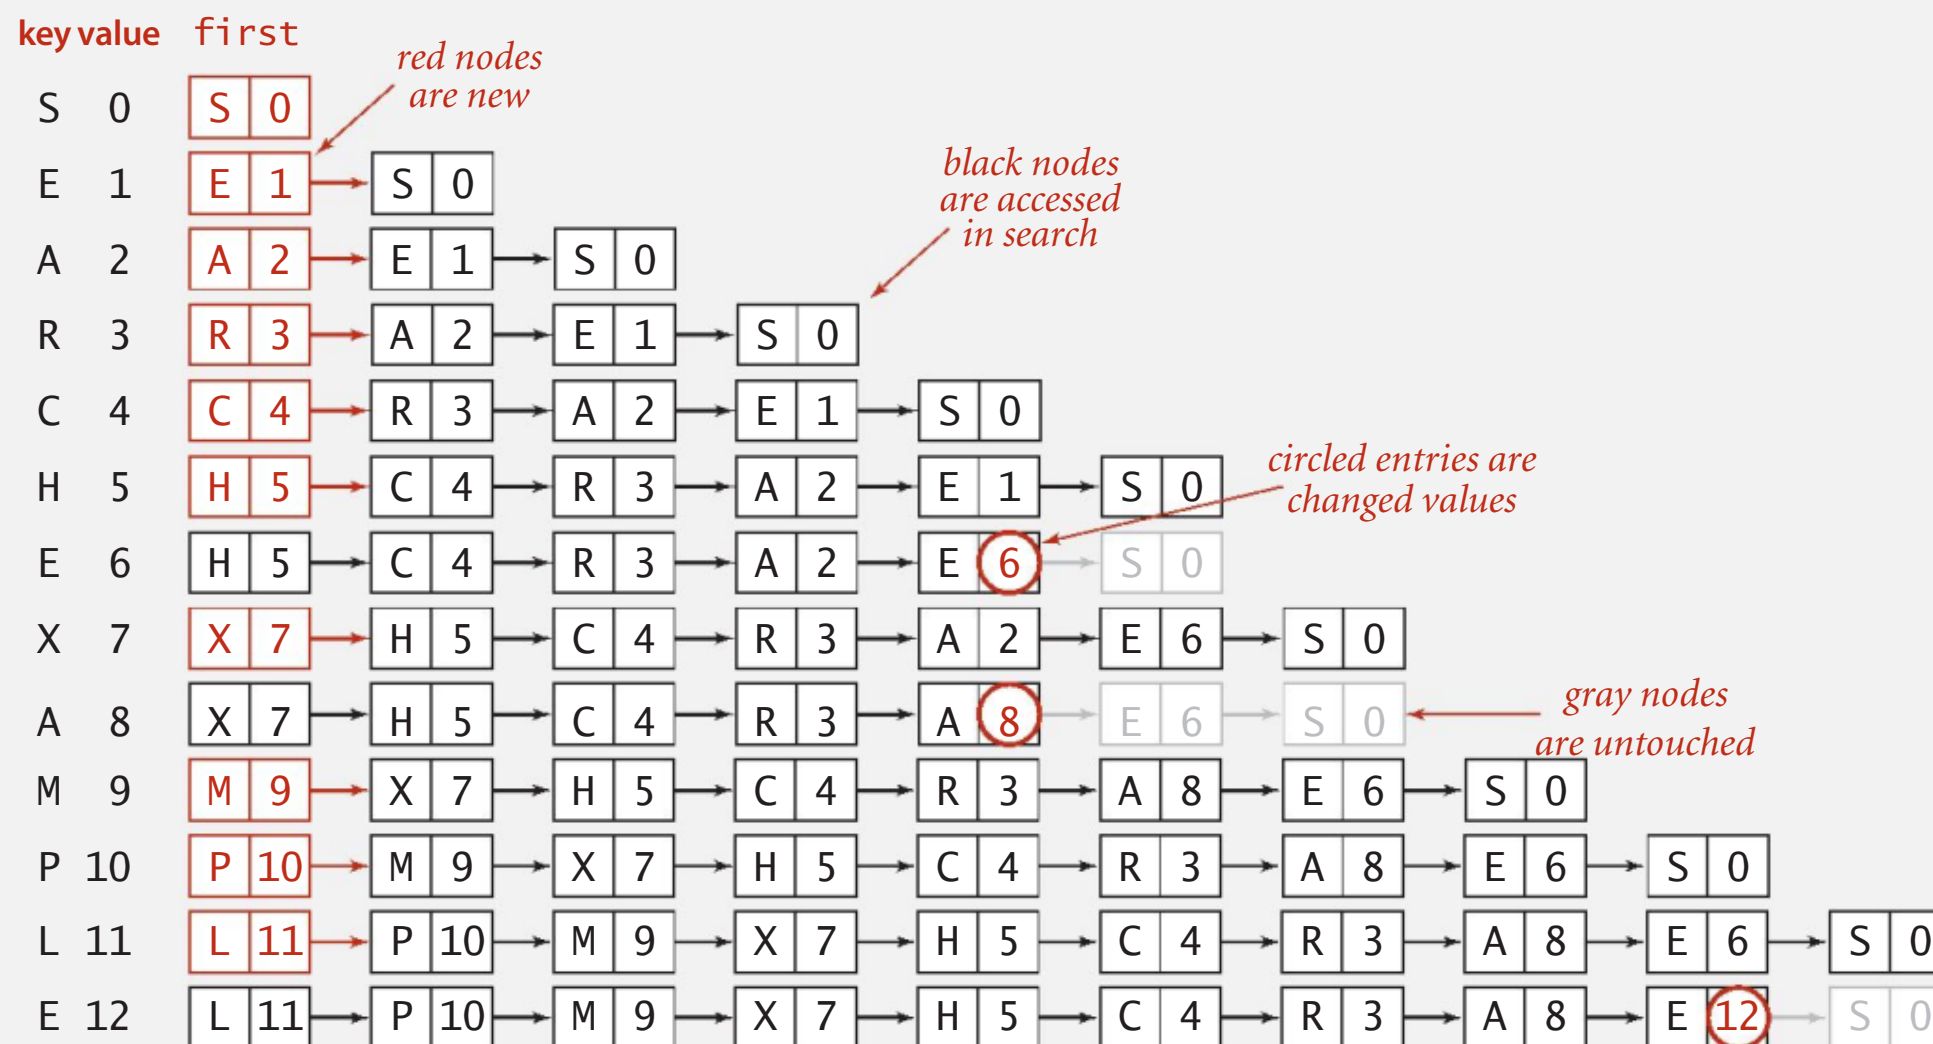 key value first
red nodes
are new
S 0 S 0
E 1 E 1 S 0
black nodes
are accessed
in search
A 2 A 2 E 1 S 0
R 3 R 3 A 2 E 1 S 0
C 4 C 4 R 3 A 2 E 1 S 0
circled entries are
changed values
H 5 H 5 C 4 R 3 A 2 E 1 S 0
E 6 H 5 C 4 R 3 A 2 E 6 S 0
X 7 X 7 H 5 C 4 R 3 A 2 E 6 S 0
gray nodes
are untouched
A 8 X 7 H 5 C 4 R 3 A 8 E 6 S 0
M 9 M 9 X 7 H 5 C 4 R 3 A 8 E 6 S 0
P 10 P 10 M 9 X 7 H 5 C 4 R 3 A 8 E 6 S 0
L 11 L 11 P 10 M 9 X 7 H 5 C 4 R 3 A 8 E 6 S 0
E 12 L 11 P 10 M 9 X 7 H 5 C 4 R 3 A 8 E 12 S 0